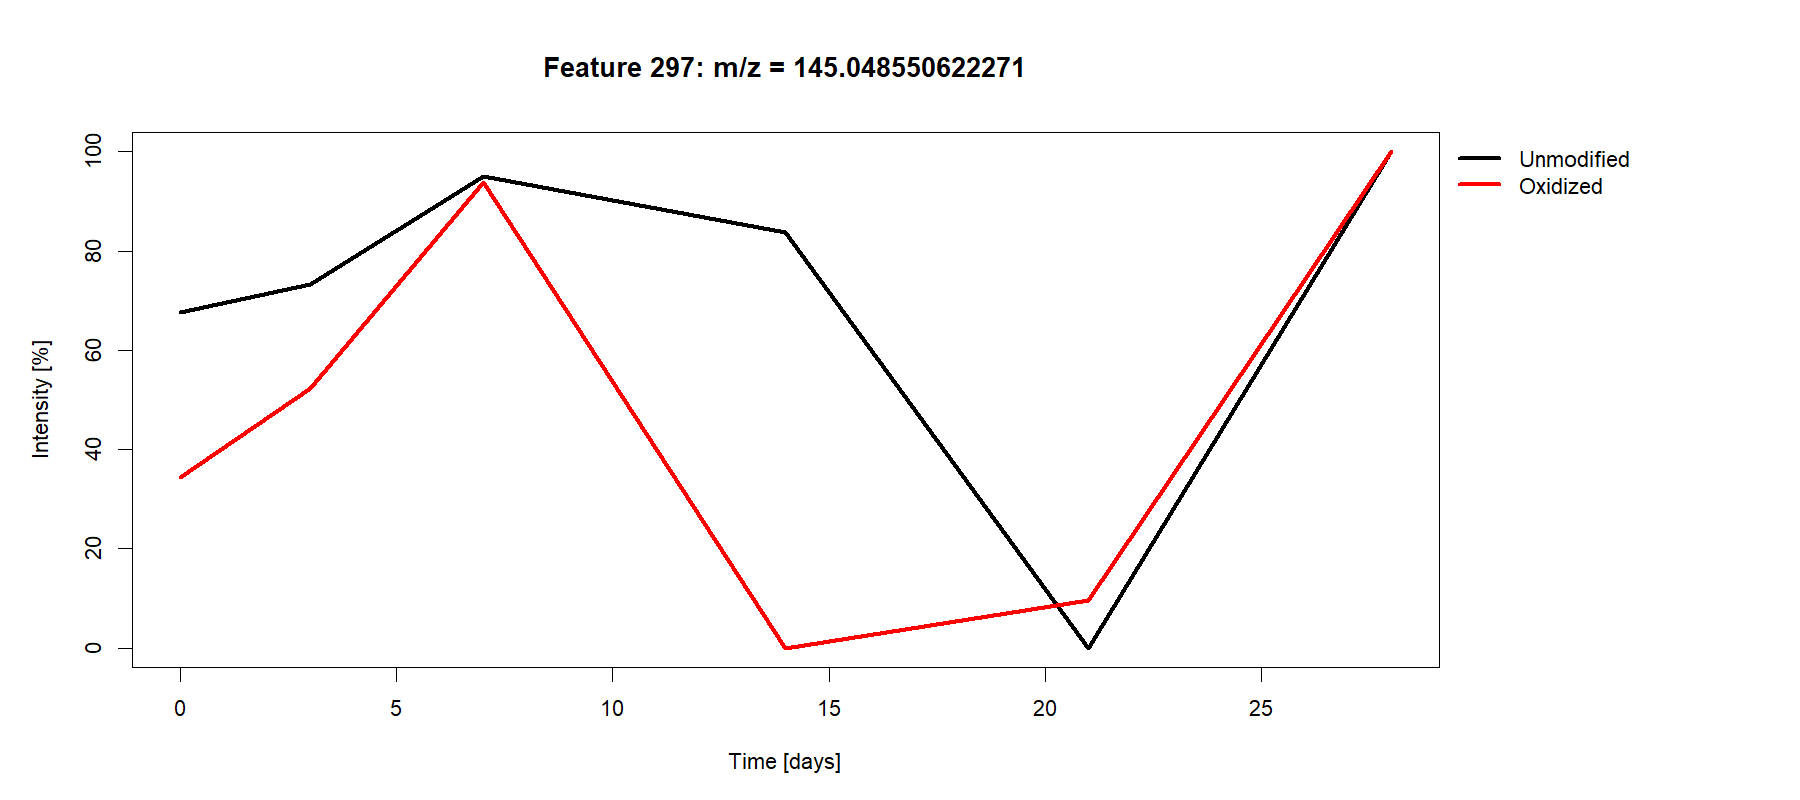 Feature 297: m/z = 145.048550622271
Unmodified
Oxidized
Intensity [%]
100
80
60
40
20
0
0 5 10 15 20 25
Time [days]